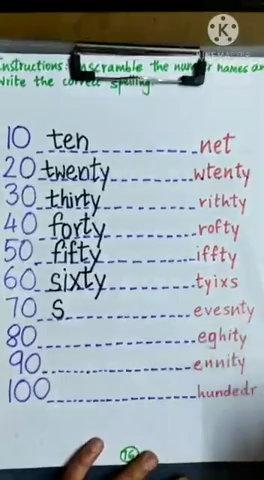 Instructions: Unscramble the number names an
write the correct spelling.
10 ten net
20 twenty wtenty
30 thirty rithty
40 forty rofty
50 fifty iffty
60 sixty tyixs
70 s evesnty
80 eghity
90 ennity
100 hundedr
16